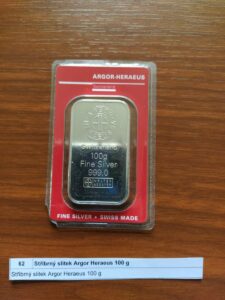 ARGOR-HERAEUS
Switzerland
100g
Fine Silver
999.0
FINE SILVER • SWISS MADE
62 Stříbrný slitek Argor Heraeus 100 g
Stříbrný slitek Argor Heraeus 100 g